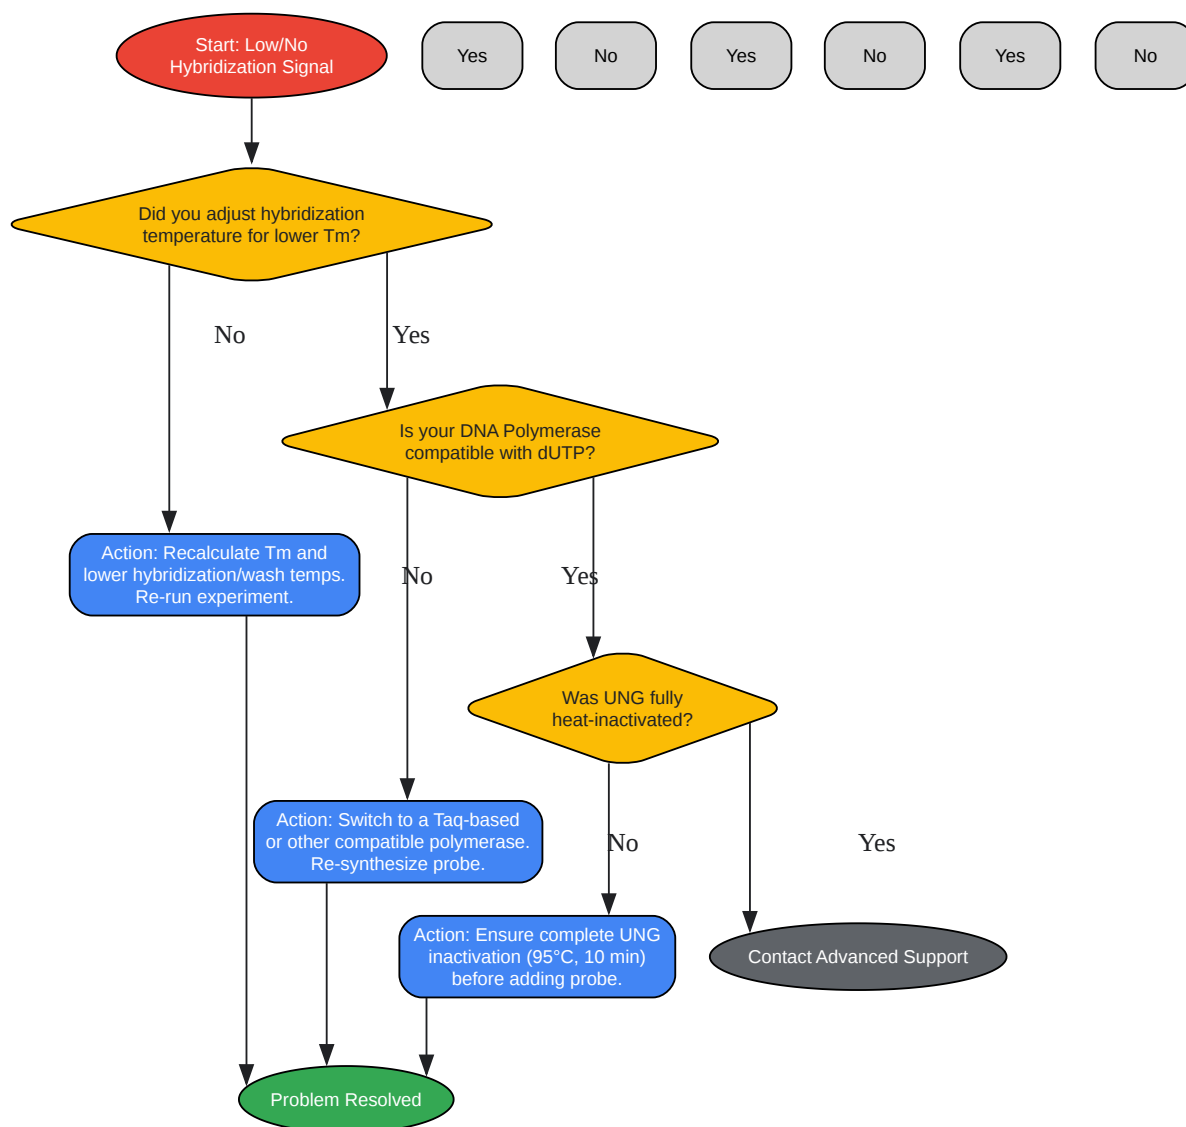 Start: Low/No
Hybridization Signal
Yes
No
Yes
No
Yes
No
Did you adjust hybridization
temperature for lower Tm?
No
Yes
Is your DNA Polymerase
compatible with dUTP?
Action: Recalculate Tm and
lower hybridization/wash temps.
Re-run experiment.
No
Yes
Was UNG fully
heat-inactivated?
Action: Switch to a Taq-based
or other compatible polymerase.
Re-synthesize probe.
No
Yes
Action: Ensure complete UNG
inactivation (95°C, 10 min)
before adding probe.
Contact Advanced Support
Problem Resolved